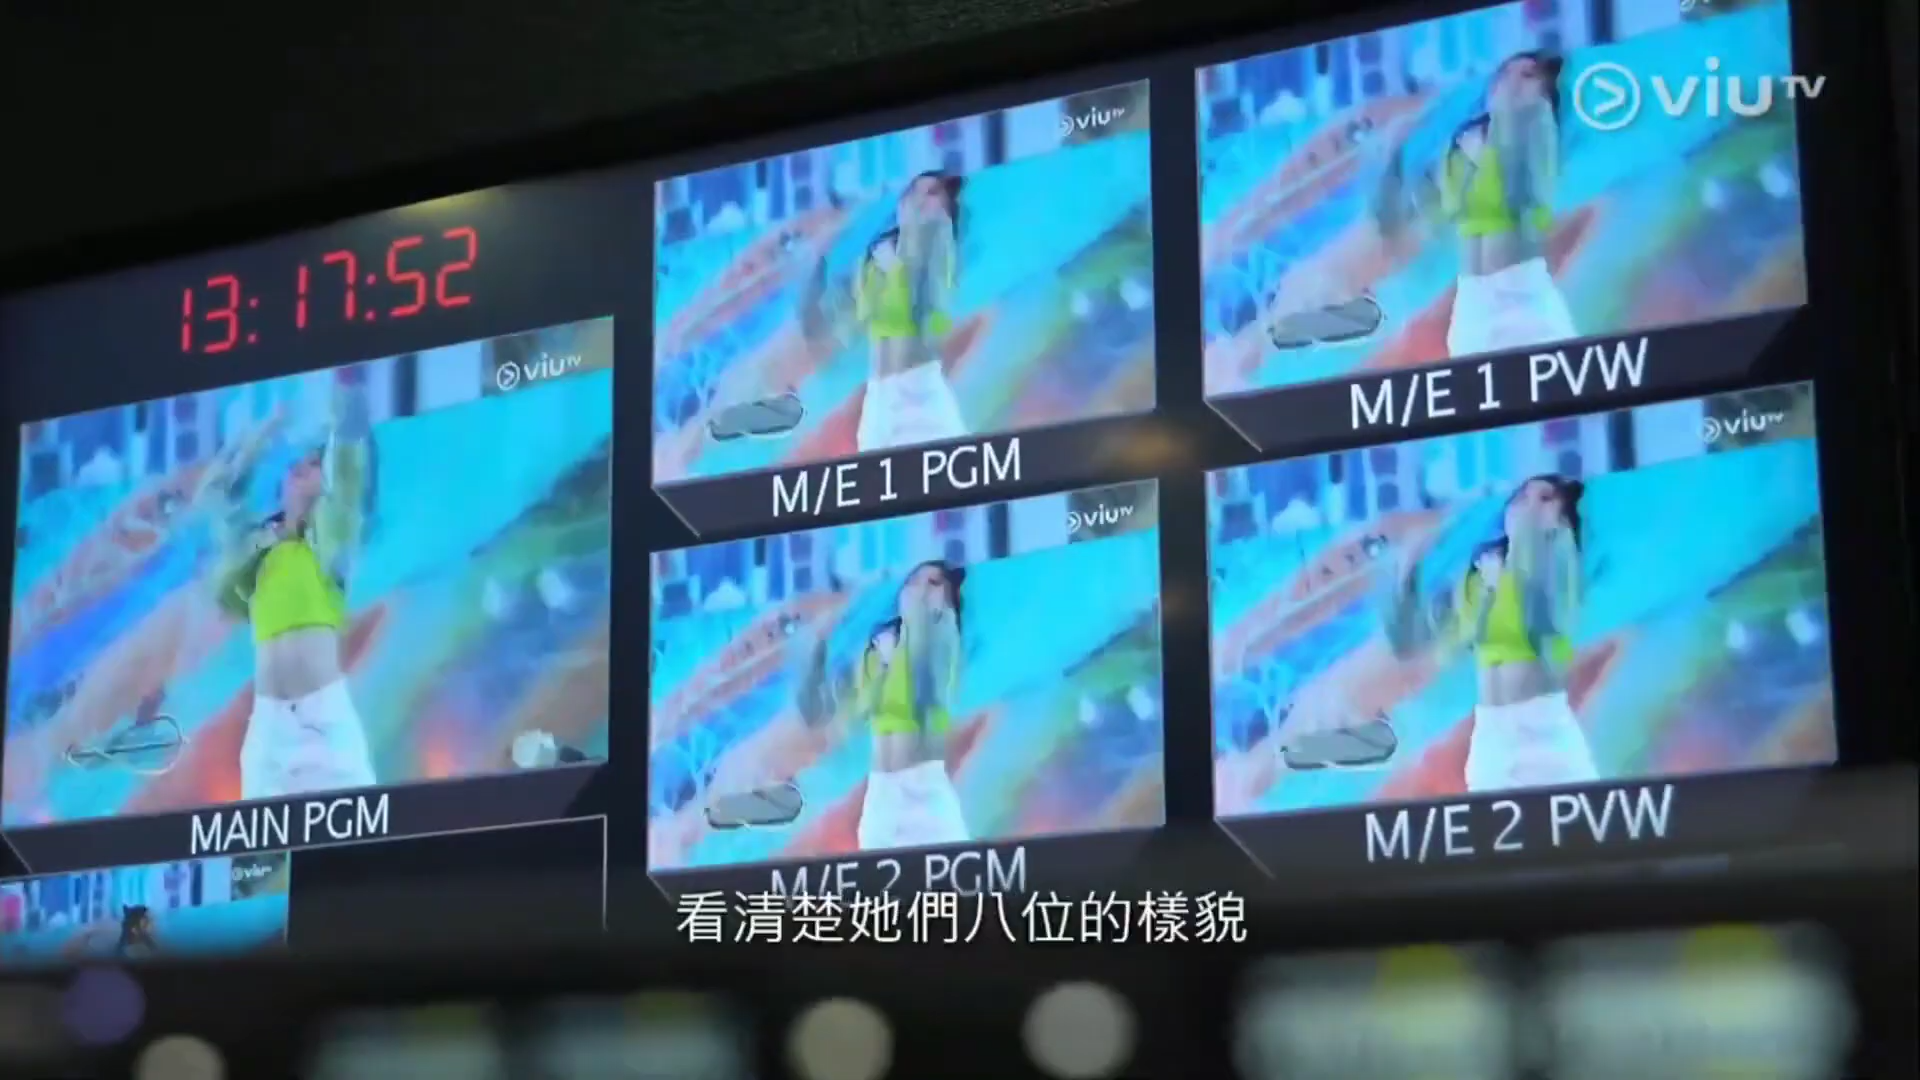 viuTV
viuTV
13:17:52
viuTV
M/E 1 PVW
M/E 1 PGM
viuTV
viuTV
MAIN PGM
M/E 2 PVW
M/E 2 PGM
viuTV
看清楚她們八位的樣貌